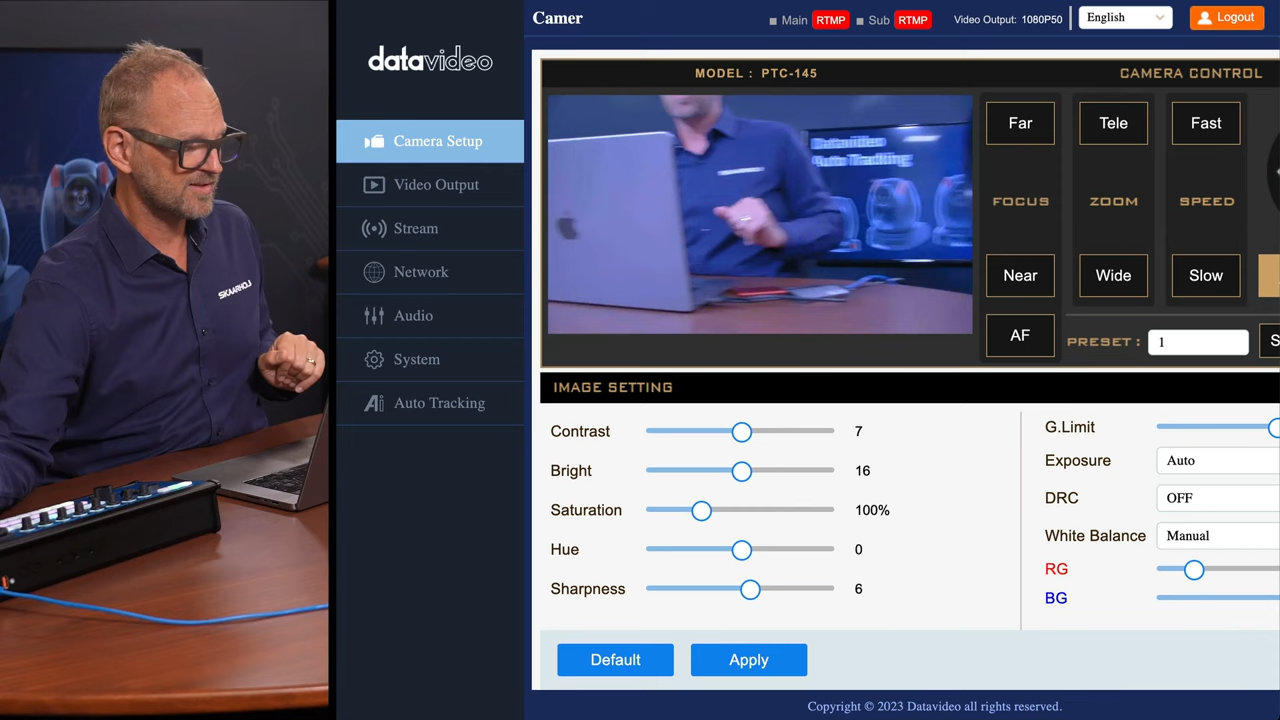 SKAARHOJ
datavideo
Camera Setup
Video Output
Stream
Network
Audio
System
Auto Tracking
Camer
Main RTMP Sub RTMP Video Output: 1080P50 English Logout
MODEL : PTC-145 CAMERA CONTROL
Auto Tracking
Far Tele Fast
FOCUS ZOOM SPEED
Near Wide Slow
AF PRESET : 1 S
IMAGE SETTING
Contrast 7
Bright 16
Saturation 100%
Hue 0
Sharpness 6
G.Limit
Exposure Auto
DRC OFF
White Balance Manual
RG
BG
Default Apply
Copyright © 2023 Datavideo all rights reserved.